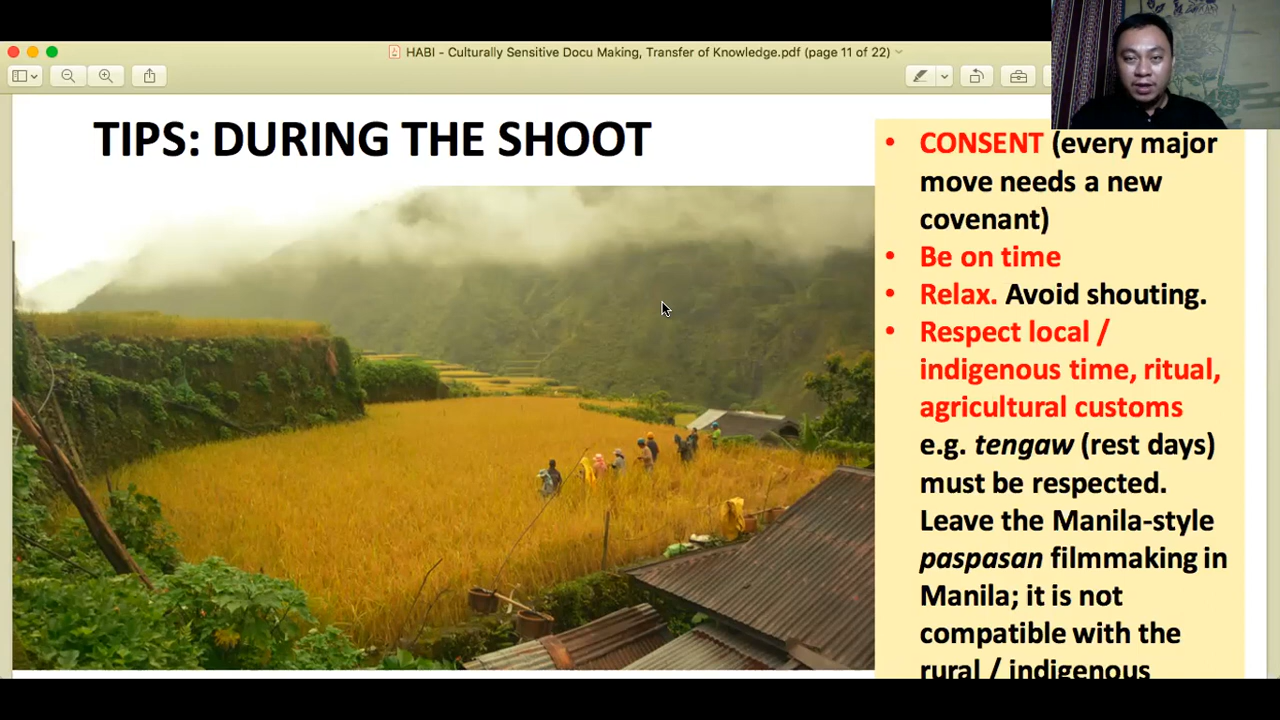 HABI - Culturally Sensitive Docu Making, Transfer of Knowledge.pdf (page 11 of 22)
TIPS: DURING THE SHOOT
• CONSENT (every major
move needs a new
covenant)
• Be on time
• Relax. Avoid shouting.
• Respect local /
indigenous time, ritual,
agricultural customs
e.g. tengaw (rest days)
must be respected.
Leave the Manila-style
paspasan filmmaking in
Manila; it is not
compatible with the
rural / indigenous